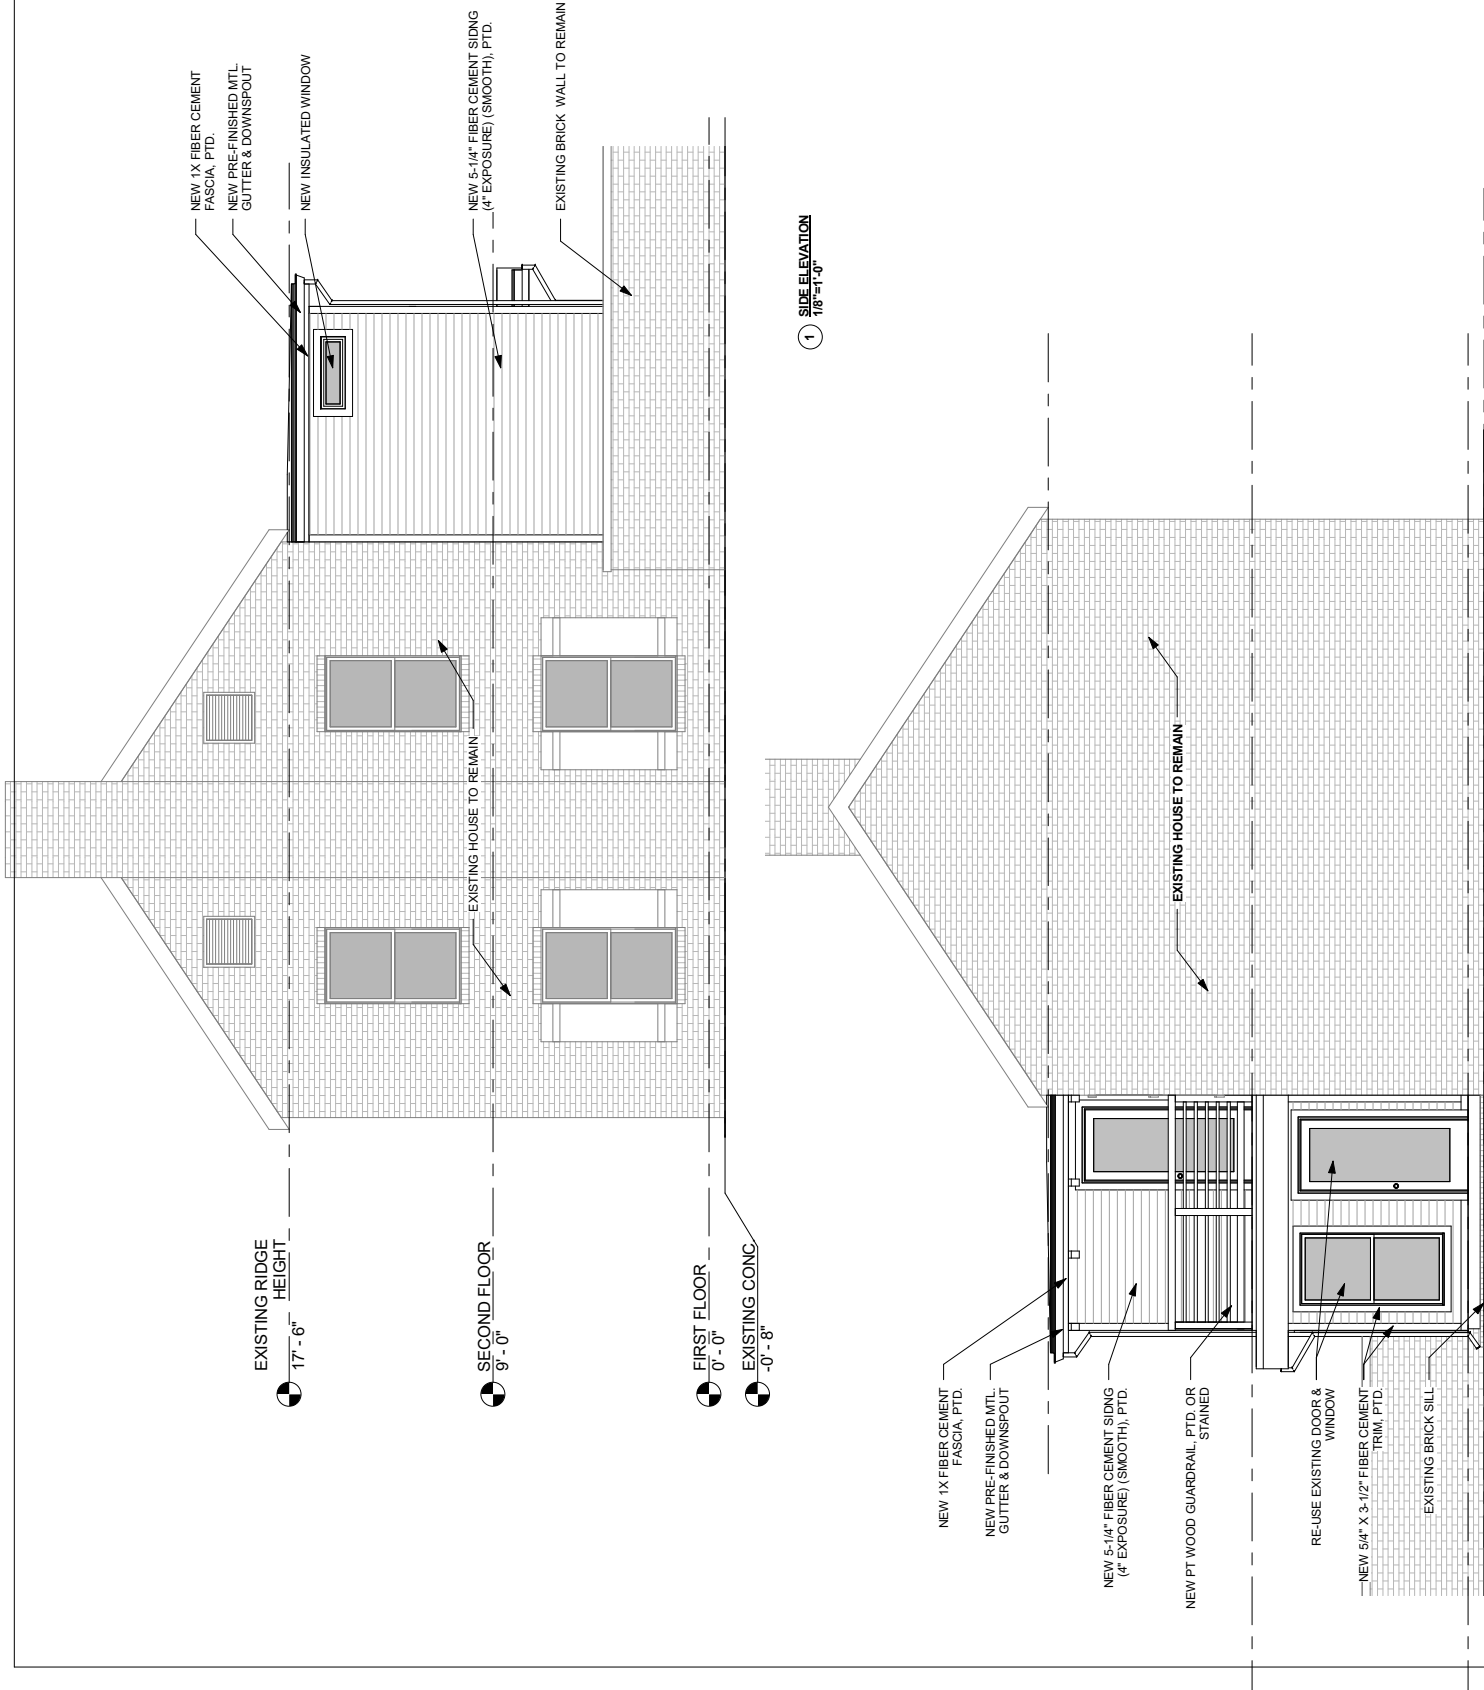 NEW 1X FIBER CEMENT
FASCIA, PTD.
NEW PRE-FINISHED MTL.
GUTTER & DOWNSPOUT
NEW INSULATED WINDOW
NEW 5-1/4" FIBER CEMENT SIDNG
(4" EXPOSURE) (SMOOTH), PTD.
EXISTING BRICK WALL TO REMAIN
EXISTING HOUSE TO REMAIN
EXISTING RIDGE
HEIGHT
17' - 6"
SECOND FLOOR
9' - 0"
FIRST FLOOR
0' - 0"
EXISTING CONC.
-0' - 8"
1
SIDE ELEVATION
1/8"=1'-0"
EXISTING HOUSE TO REMAIN
NEW 1X FIBER CEMENT
FASCIA, PTD.
NEW PRE-FINISHED MTL.
GUTTER & DOWNSPOUT
NEW 5-1/4" FIBER CEMENT SIDNG
(4" EXPOSURE) (SMOOTH), PTD.
NEW PT WOOD GUARDRAIL, PTD. OR
STAINED
RE-USE EXISTING DOOR &
WINDOW
NEW 5/4" X 3-1/2" FIBER CEMENT
TRIM, PTD.
EXISTING BRICK SILL